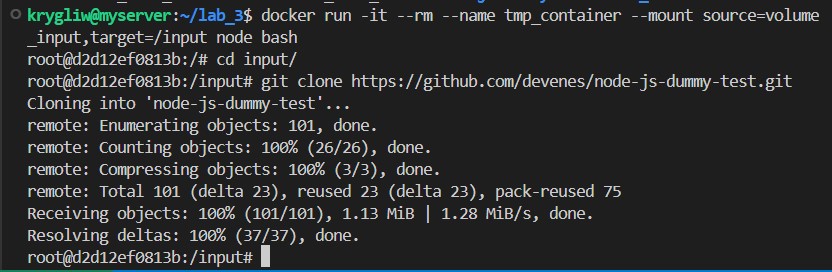 krygliw@myserver:~/lab_3$ docker run -it --rm --name tmp_container --mount source=volume
_input,target=/input node bash
root@d2d12ef0813b:/# cd input/
root@d2d12ef0813b:/input# git clone https://github.com/devenes/node-js-dummy-test.git
Cloning into 'node-js-dummy-test'...
remote: Enumerating objects: 101, done.
remote: Counting objects: 100% (26/26), done.
remote: Compressing objects: 100% (3/3), done.
remote: Total 101 (delta 23), reused 23 (delta 23), pack-reused 75
Receiving objects: 100% (101/101), 1.13 MiB | 1.28 MiB/s, done.
Resolving deltas: 100% (37/37), done.
root@d2d12ef0813b:/input#